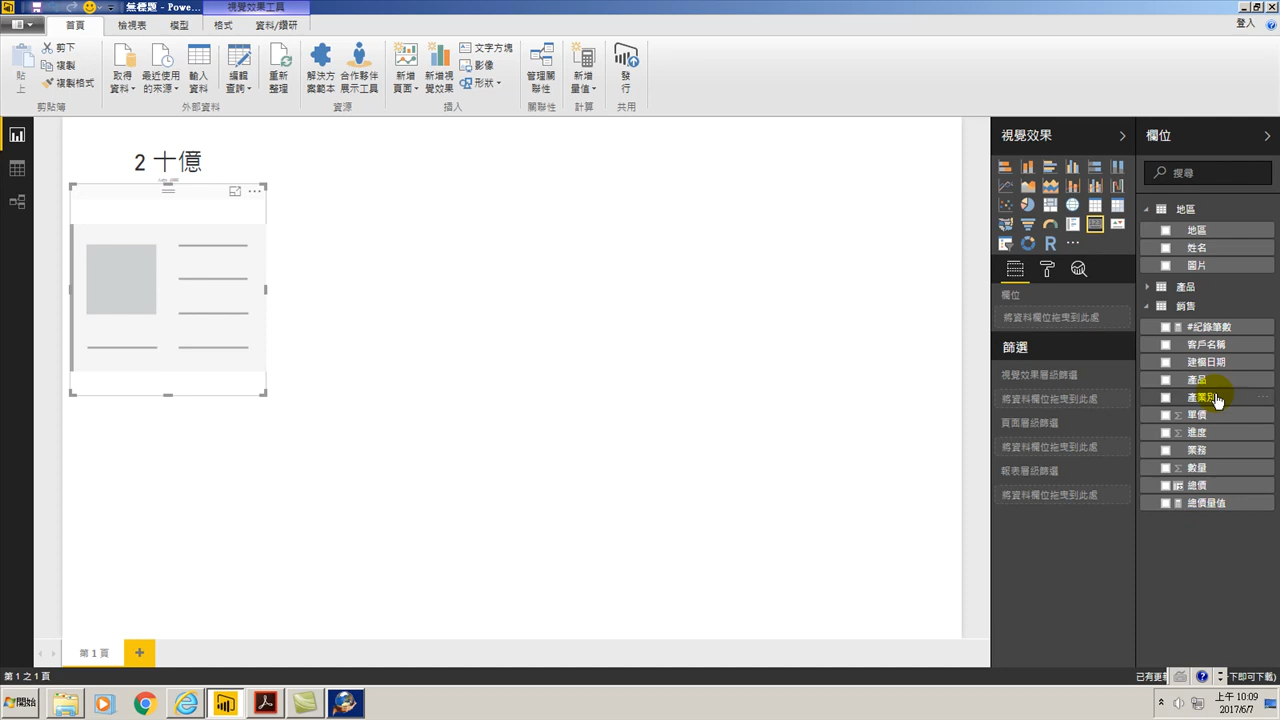 無標題 - Powe...
視覺效果工具
首頁
檢視表
模型
格式
資料/鑽研
登入
貼上
剪下
複製
複製格式
剪貼簿
取得資料
最近使用的來源
輸入資料
編輯查詢
外部資料
重新整理
解決方案範本
合作夥伴展示工具
資源
新增頁面
新增視覺效果
文字方塊
影像
形狀
插入
管理關聯性
關聯性
新增量值
計算
發行
共用
2 十億
視覺效果
欄位
將資料欄位拖曳到此處
篩選
視覺效果層級篩選
將資料欄位拖曳到此處
頁面層級篩選
將資料欄位拖曳到此處
報表層級篩選
將資料欄位拖曳到此處
欄位
搜尋
地區
地區
姓名
圖片
產品
銷售
#紀錄筆數
客戶名稱
建檔日期
產品
產業別
單價
進度
業務
數量
總價
總價量值
第 1 頁
第 1 之 1 頁
已有更新
下即可下載)
開始
上午 10:09
2017/6/7